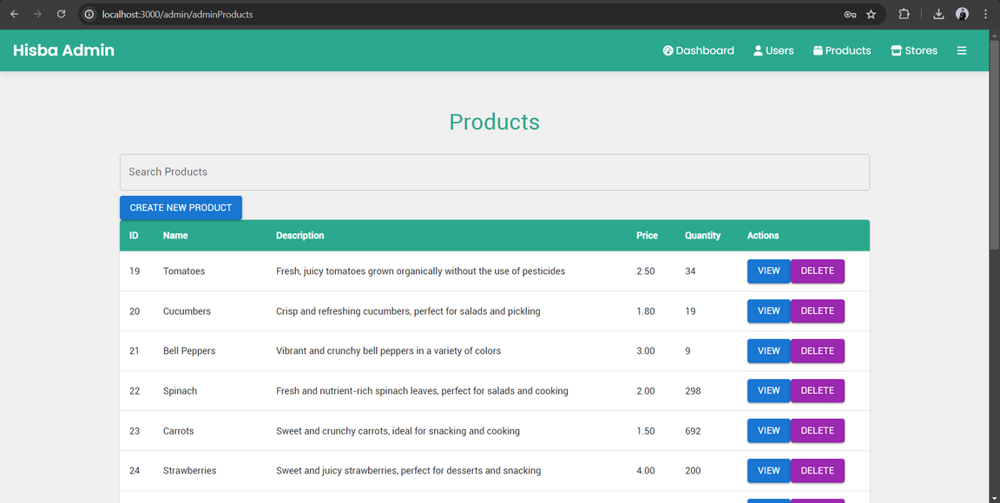 localhost:3000/admin/adminProducts
Hisba Admin Dashboard Users Products Stores
Products
Search Products
CREATE NEW PRODUCT
ID Name Description Price Quantity Actions
19 Tomatoes Fresh, juicy tomatoes grown organically without the use of pesticides 2.50 34 VIEW DELETE
20 Cucumbers Crisp and refreshing cucumbers, perfect for salads and pickling 1.80 19 VIEW DELETE
21 Bell Peppers Vibrant and crunchy bell peppers in a variety of colors 3.00 9 VIEW DELETE
22 Spinach Fresh and nutrient-rich spinach leaves, perfect for salads and cooking 2.00 298 VIEW DELETE
23 Carrots Sweet and crunchy carrots, ideal for snacking and cooking 1.50 692 VIEW DELETE
24 Strawberries Sweet and juicy strawberries, perfect for desserts and snacking 4.00 200 VIEW DELETE